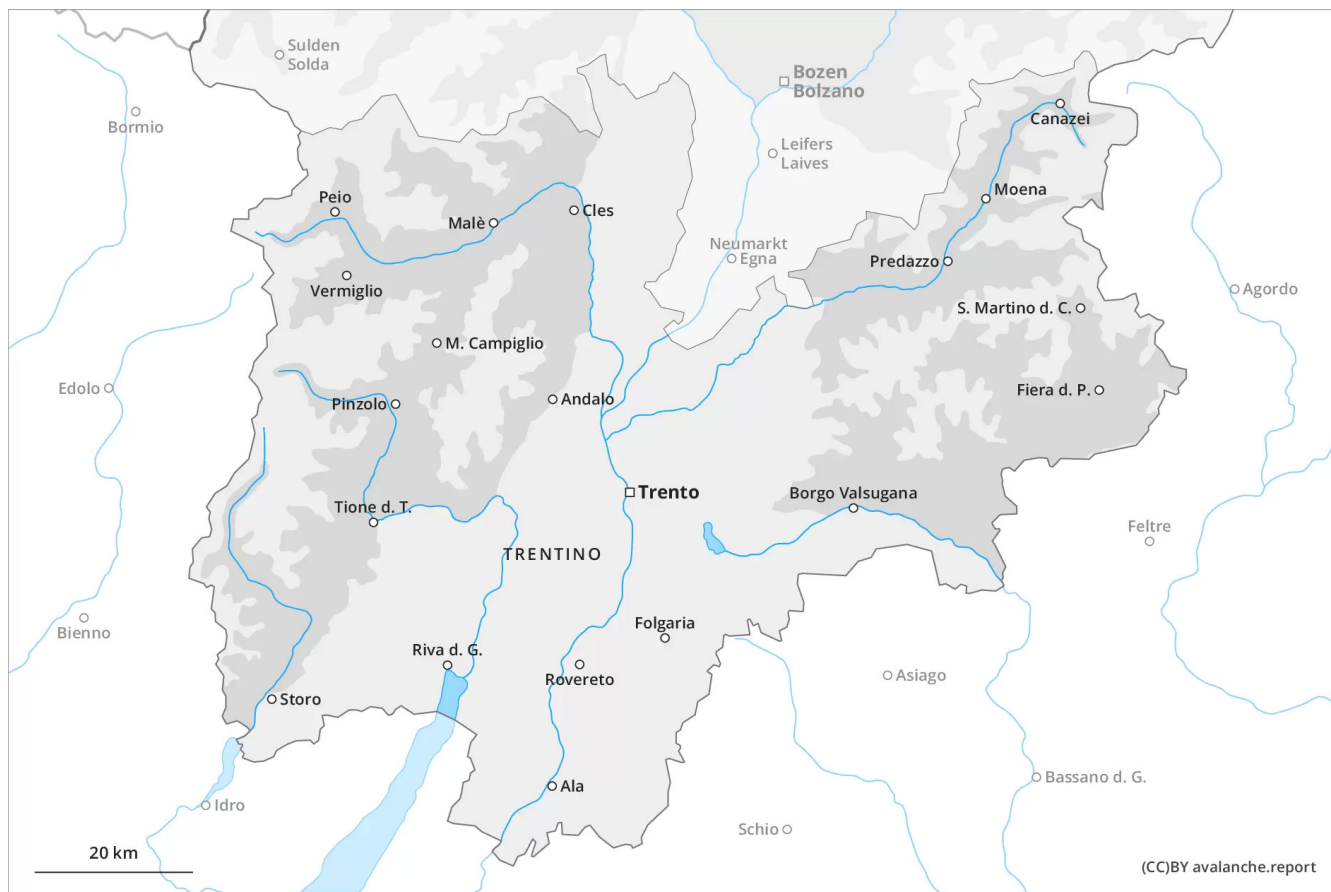 Sulden
Solda
Bozen
Bolzano
Bormio
Canazei
Leifers
Laives
Moena
Peio
Cles
Malè
Neumarkt
Egna
Predazzo
Vermiglio
Agordo
S. Martino d. C.
M. Campiglio
Edolo
Fiera d. P.
Pinzolo
Andalo
Trento
Borgo Valsugana
Tione d. T.
Feltre
TRENTINO
Bienno
Folgaria
Riva d. G.
Rovereto
Asiago
Storo
Bassano d. G.
Ala
Idro
Schio
20 km
(CC)BY avalanche.report